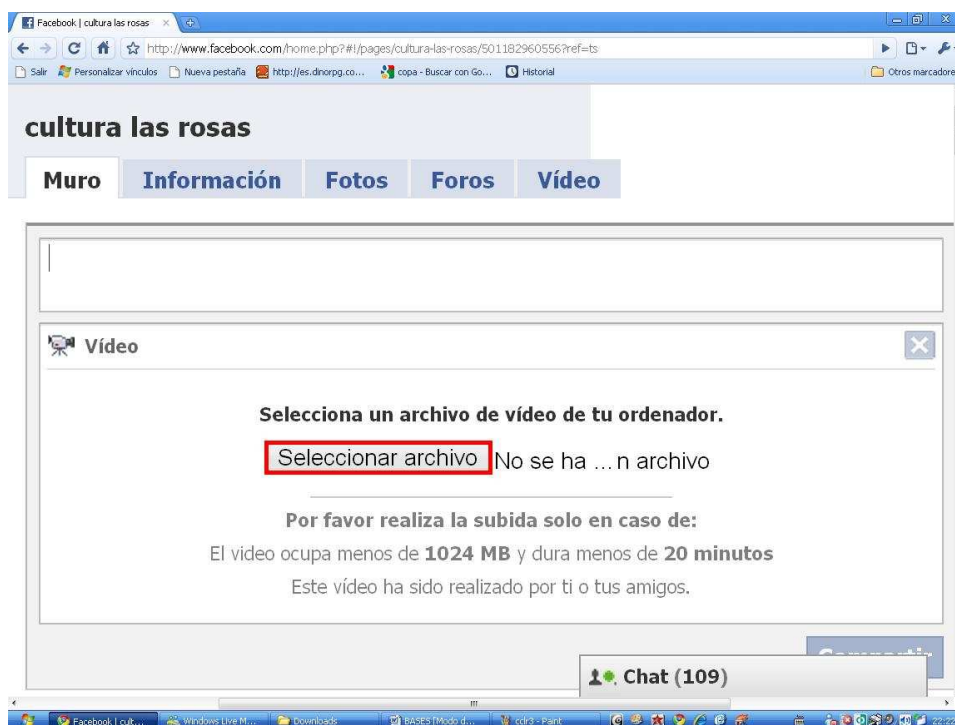 Facebook | cultura las rosas
http://www.facebook.com/home.php?#!/pages/cultura-las-rosas/501182960556?ref=ts
Salir Personalizar vínculos Nueva pestaña http://es.dinorpg.co... copa - Buscar con Go... Historial Otros marcadore
cultura las rosas
Muro Información Fotos Foros Vídeo
Vídeo
Selecciona un archivo de vídeo de tu ordenador.
Seleccionar archivo No se ha ...n archivo
Por favor realiza la subida solo en caso de:
El video ocupa menos de 1024 MB y dura menos de 20 minutos
Este vídeo ha sido realizado por ti o tus amigos.
Compartir
Chat (109)
Facebook | cult... Windows Live M... Downloads BASES [Modo d... cdlr3 - Paint 22:22